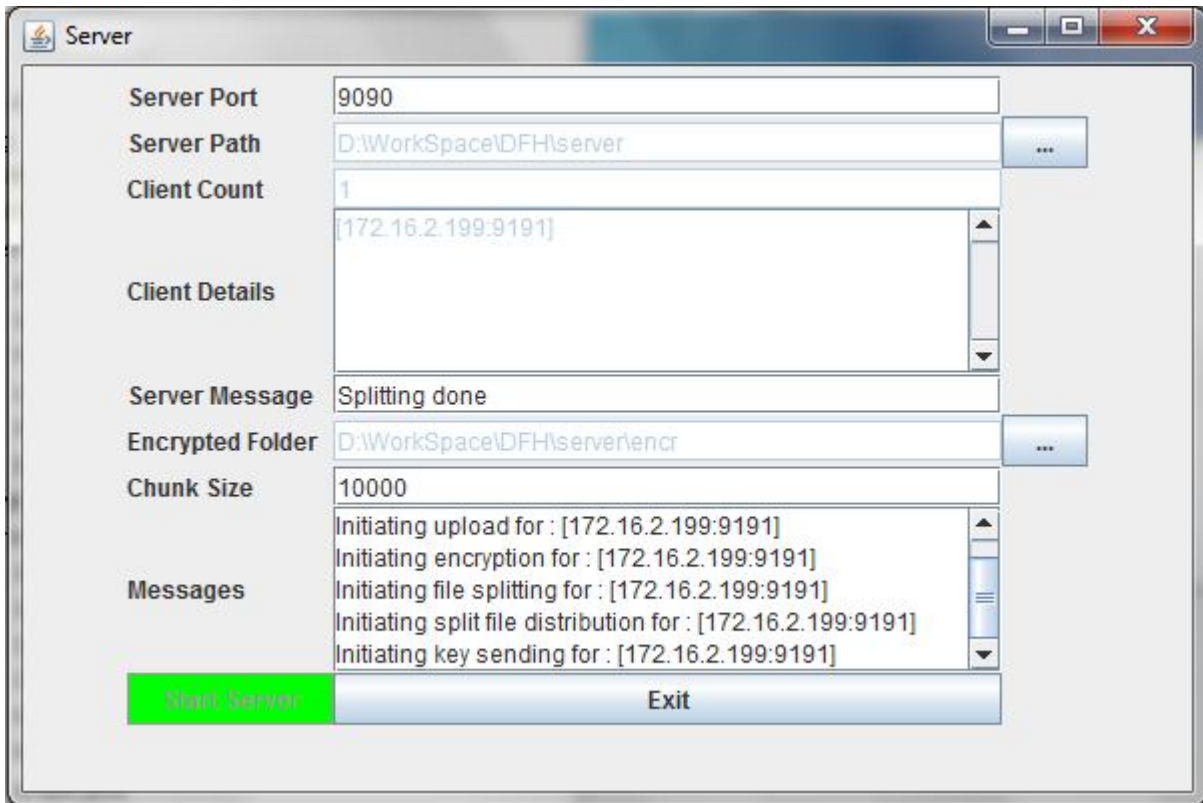 Server
Server Port 9090
Server Path D:\WorkSpace\DFH\server ...
Client Count 1
[172.16.2.199:9191]
Client Details
Server Message Splitting done
Encrypted Folder D:\WorkSpace\DFH\server\encr ...
Chunk Size 10000
Initiating upload for : [172.16.2.199:9191]
Initiating encryption for : [172.16.2.199:9191]
Messages Initiating file splitting for : [172.16.2.199:9191]
Initiating split file distribution for : [172.16.2.199:9191]
Initiating key sending for : [172.16.2.199:9191]
Start Server Exit